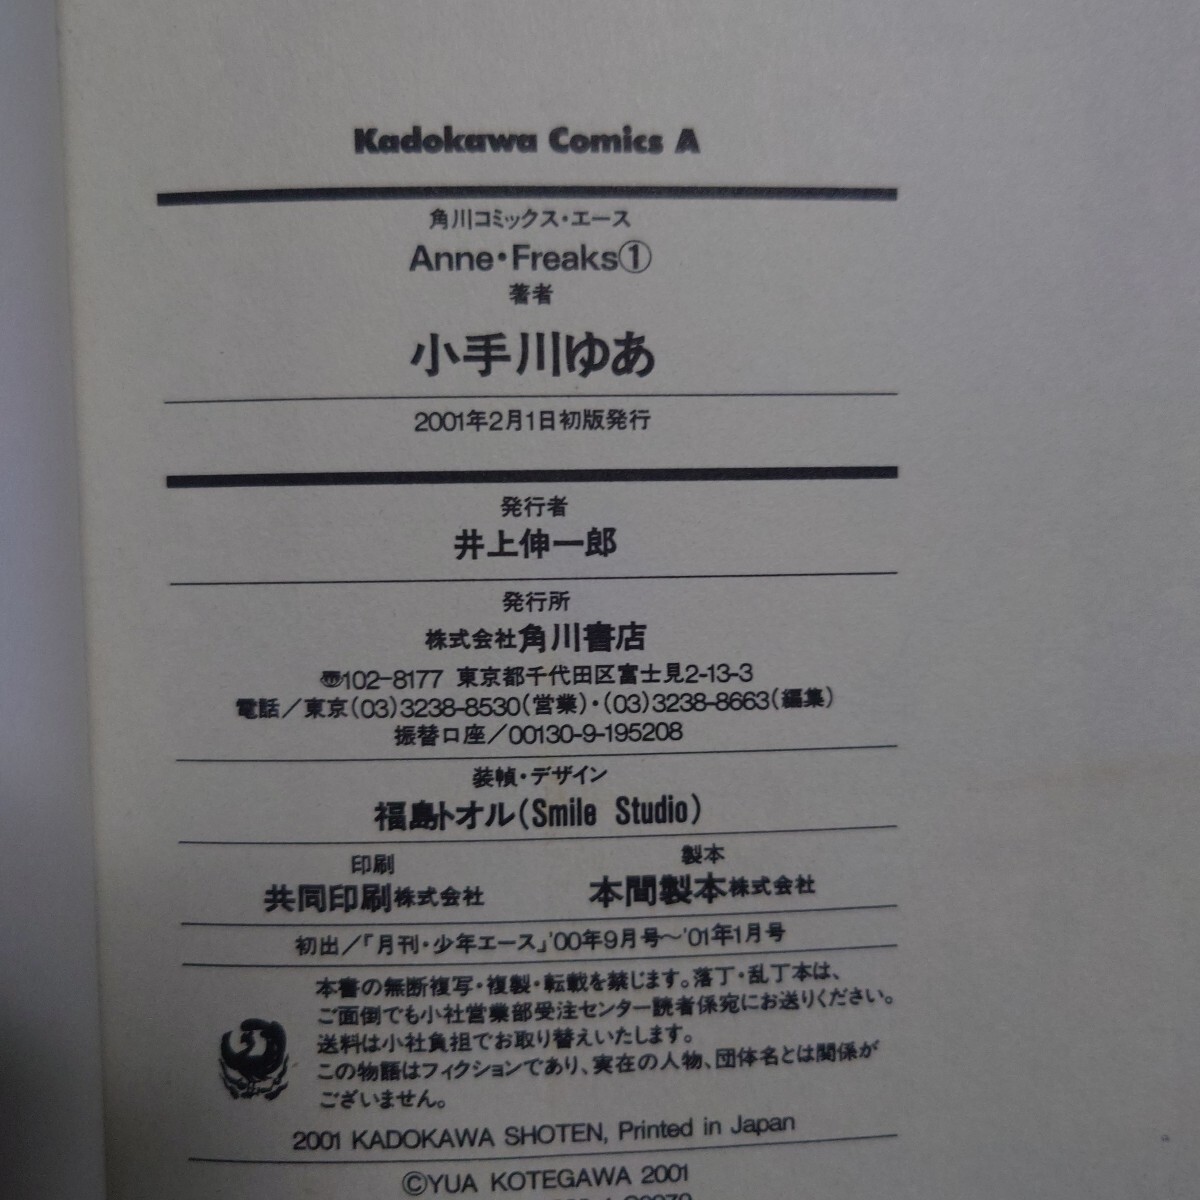 Kadokawa Comics A
角川コミックス・エース
Anne・Freaks①
著者
小手川ゆあ
2001年2月1日初版発行
発行者
井上伸一郎
発行所
株式会社角川書店
〠102-8177 東京都千代田区富士見2-13-3
電話／東京(03)3238-8530(営業)・(03)3238-8663(編集)
振替口座／00130-9-195208
装幀・デザイン
福島トオル(Smile Studio)
印刷 製本
共同印刷株式会社 本間製本株式会社
初出／「月刊・少年エース」'00年9月号～'01年1月号
本書の無断複写・複製・転載を禁じます。落丁・乱丁本は、
ご面倒でも小社営業部受注センター読者係宛にお送りください。
送料は小社負担でお取り替えいたします。
この物語はフィクションであり、実在の人物、団体名とは関係が
ございません。
2001 KADOKAWA SHOTEN, Printed in Japan
©YUA KOTEGAWA 2001